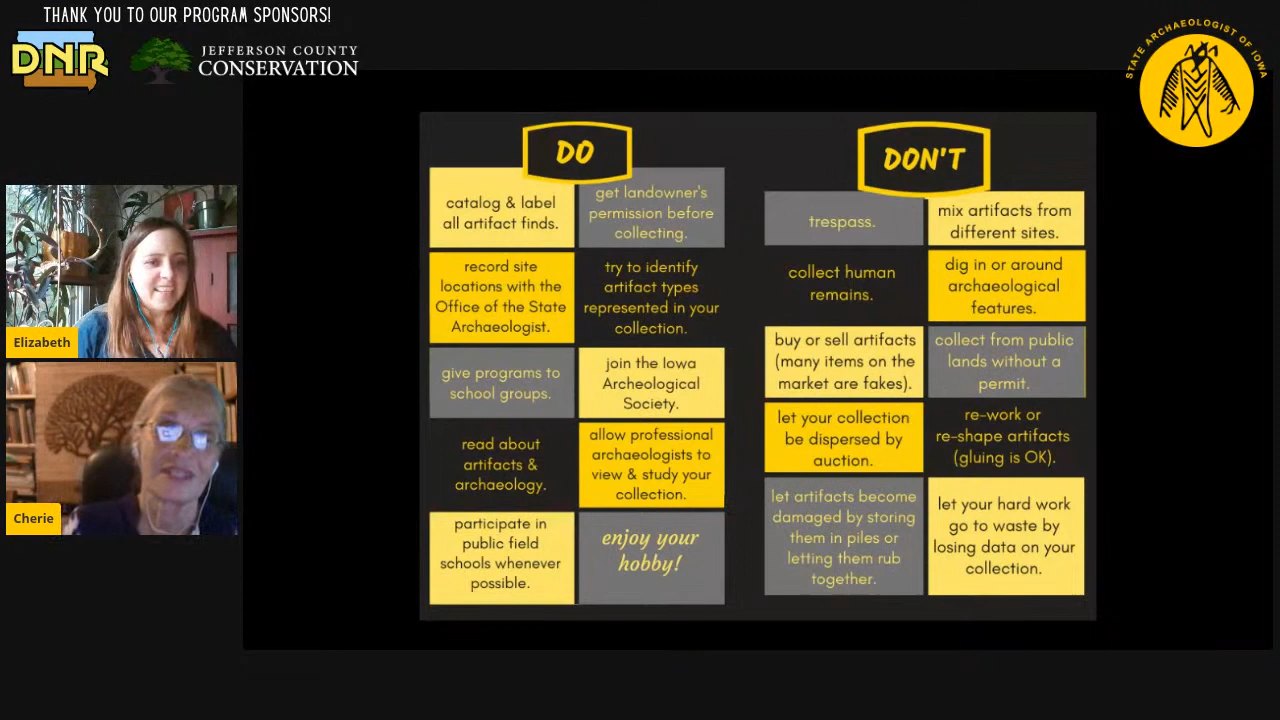 THANK YOU TO OUR PROGRAM SPONSORS!
DNR
JEFFERSON COUNTY
CONSERVATION
STATE ARCHAEOLOGIST OF IOWA
Elizabeth
Cherie
DO
catalog & label
all artifact finds.
get landowner's
permission before
collecting.
record site
locations with the
Office of the State
Archaeologist.
try to identify
artifact types
represented in your
collection.
give programs to
school groups.
join the Iowa
Archeological
Society.
read about
artifacts &
archaeology.
allow professional
archaeologists to
view & study your
collection.
participate in
public field
schools whenever
possible.
enjoy your
hobby!
DON'T
trespass.
mix artifacts from
different sites.
collect human
remains.
dig in or around
archaeological
features.
buy or sell artifacts
(many items on the
market are fakes).
collect from public
lands without a
permit.
let your collection
be dispersed by
auction.
re-work or
re-shape artifacts
(gluing is OK).
let artifacts become
damaged by storing
them in piles or
letting them rub
together.
let your hard work
go to waste by
losing data on your
collection.